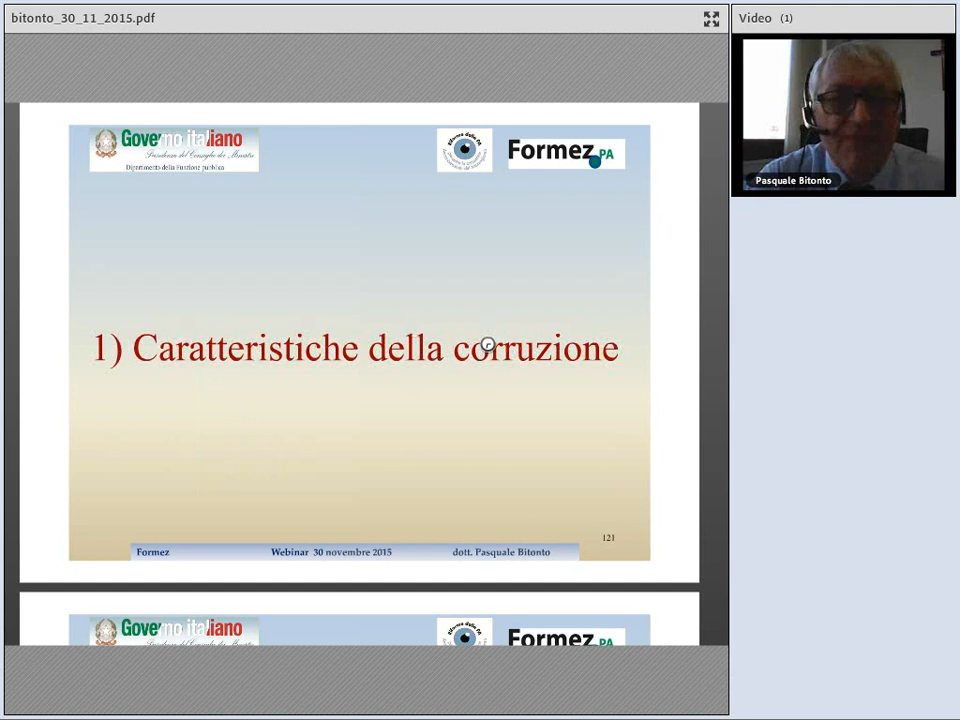 bitonto_30_11_2015.pdf
Video (1)
Pasquale Bitonto
Governo italiano
Presidenza del Consiglio dei Ministri
Dipartimento della Funzione pubblica
Formez PA
1) Caratteristiche della corruzione
121
Formez Webinar 30 novembre 2015 dott. Pasquale Bitonto
Governo italiano
Formez PA